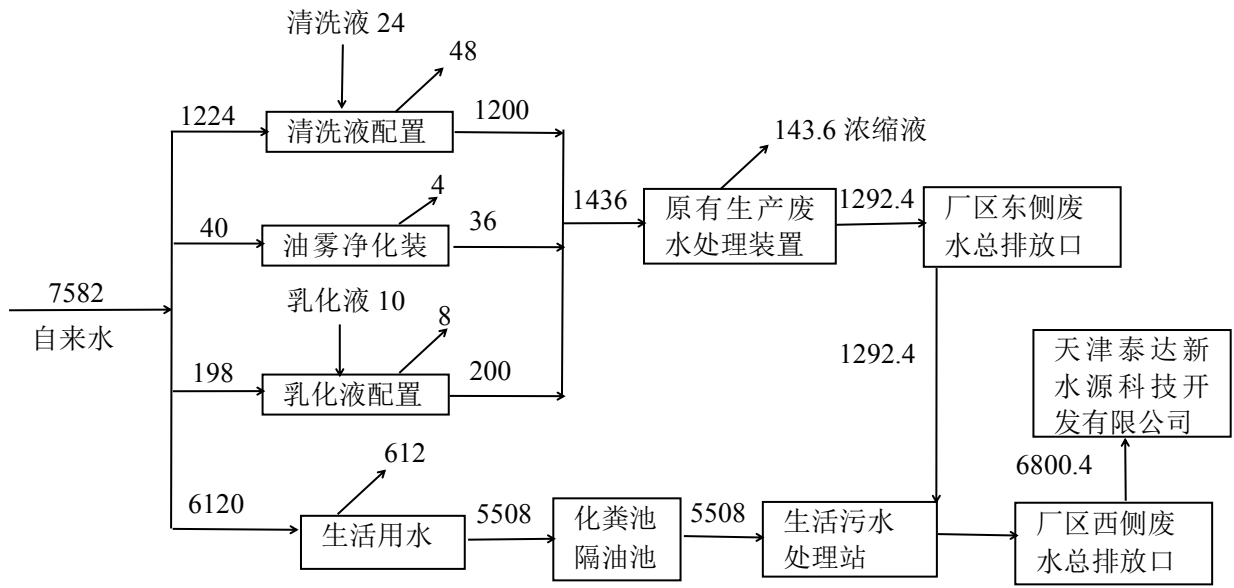 清洗液 24
48
1224
清洗液配置
1200
143.6 浓缩液
4
40
油雾净化装
36
1436
原有生产废
水处理装置
1292.4
厂区东侧废
水总排放口
7582
自来水
乳化液 10
8
198
乳化液配置
200
1292.4
天津泰达新
水源科技开
发有限公司
612
6120
生活用水
5508
化粪池
隔油池
5508
生活污水
处理站
6800.4
厂区西侧废
水总排放口